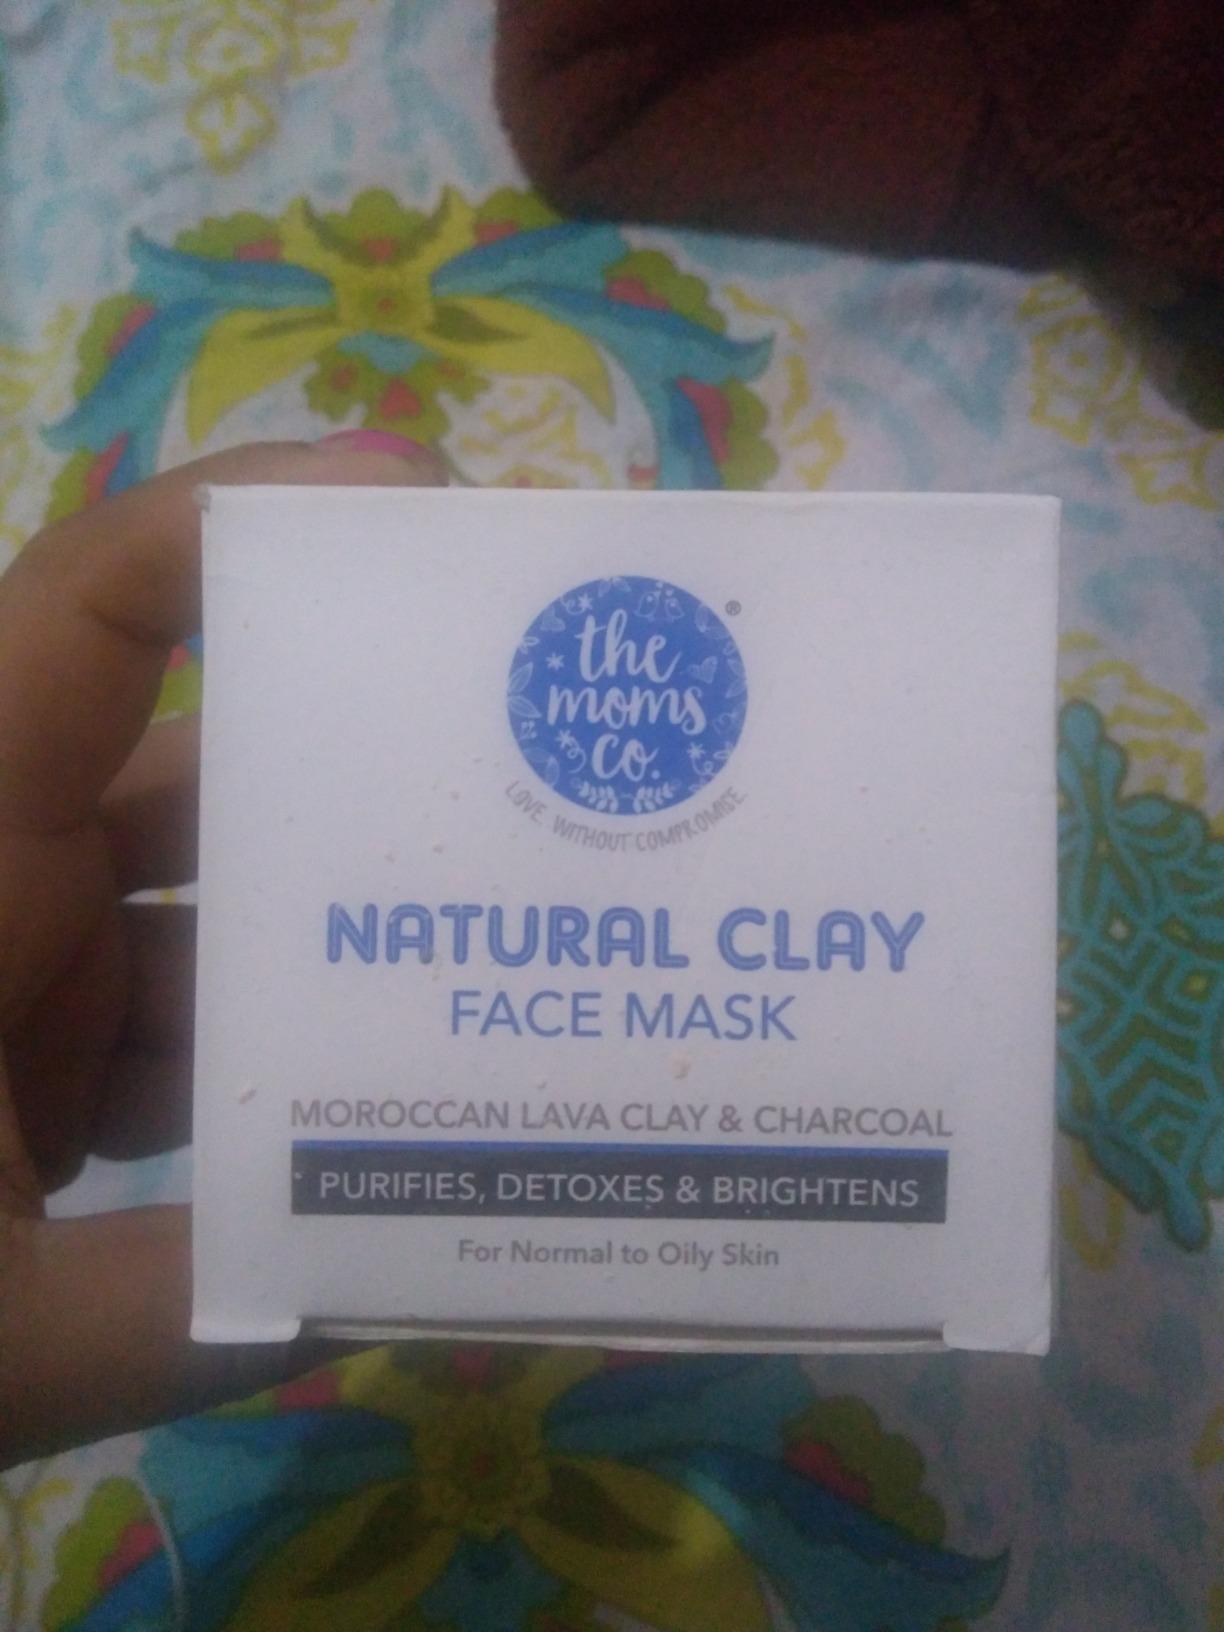 the
moms
co.
®
LOVE. WITHOUT COMPROMISE.
NATURAL CLAY
FACE MASK
MOROCCAN LAVA CLAY & CHARCOAL
PURIFIES, DETOXES & BRIGHTENS
For Normal to Oily Skin